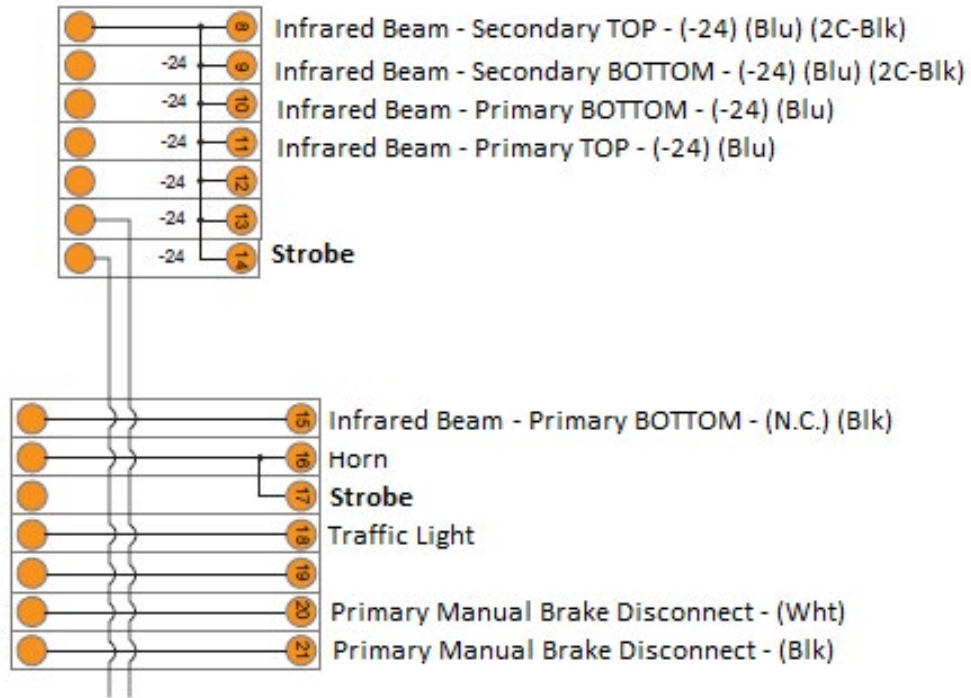 8 Infrared Beam - Secondary TOP - (-24) (Blu) (2C-Blk)
-24 9 Infrared Beam - Secondary BOTTOM - (-24) (Blu) (2C-Blk)
-24 10 Infrared Beam - Primary BOTTOM - (-24) (Blu)
-24 11 Infrared Beam - Primary TOP - (-24) (Blu)
-24 12
-24 13
-24 14 Strobe
15 Infrared Beam - Primary BOTTOM - (N.C.) (Blk)
16 Horn
17 Strobe
18 Traffic Light
19
20 Primary Manual Brake Disconnect - (Wht)
21 Primary Manual Brake Disconnect - (Blk)